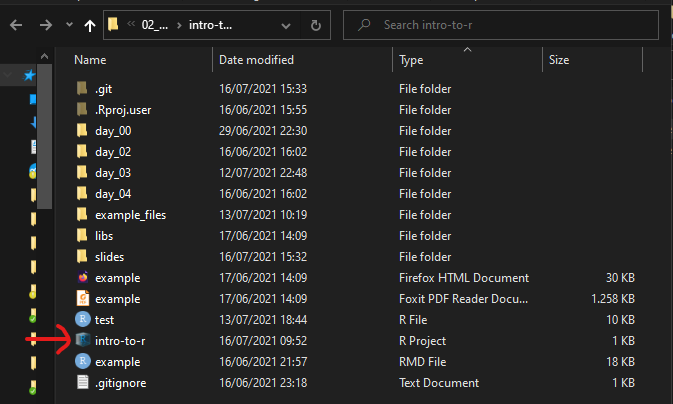 02_... intro-t... Search intro-to-r
Name Date modified Type Size
.git 16/07/2021 15:33 File folder
.Rproj.user 16/06/2021 15:55 File folder
day_00 29/06/2021 22:30 File folder
day_02 16/06/2021 16:02 File folder
day_03 12/07/2021 22:48 File folder
day_04 16/06/2021 16:02 File folder
example_files 13/07/2021 10:19 File folder
libs 17/06/2021 14:09 File folder
slides 16/07/2021 15:32 File folder
example 17/06/2021 14:09 Firefox HTML Document 30 KB
example 17/06/2021 14:09 Foxit PDF Reader Docu... 1.258 KB
test 13/07/2021 18:44 R File 10 KB
intro-to-r 16/07/2021 09:52 R Project 1 KB
example 16/06/2021 21:57 RMD File 18 KB
.gitignore 16/06/2021 23:18 Text Document 1 KB